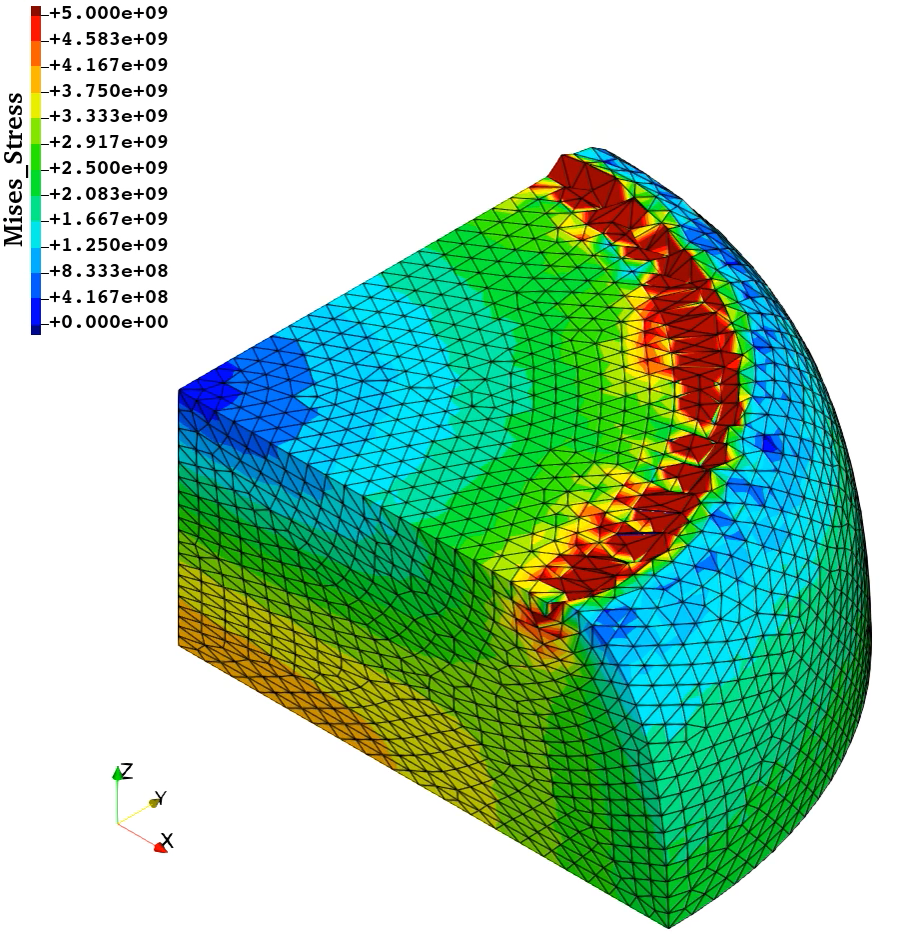 Mises_Stress
+5.000e+09
+4.583e+09
+4.167e+09
+3.750e+09
+3.333e+09
+2.917e+09
+2.500e+09
+2.083e+09
+1.667e+09
+1.250e+09
+8.333e+08
+4.167e+08
+0.000e+00
Z
Y
X